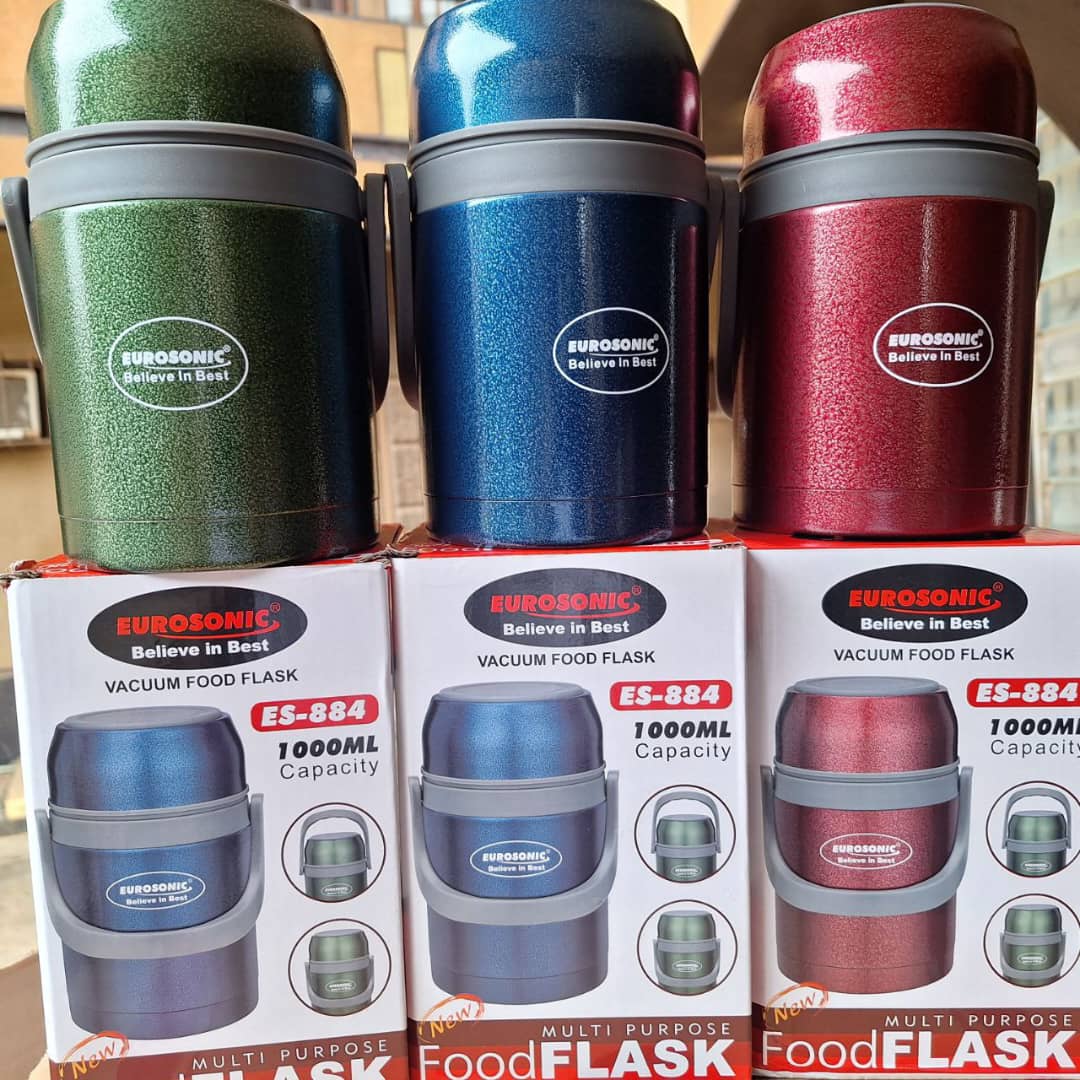 EUROSONIC®
Believe In Best
EUROSONIC®
Believe In Best
EUROSONIC®
Believe In Best
EUROSONIC®
Believe in Best
VACUUM FOOD FLASK
ES-884
1000ML
Capacity
EUROSONIC
Believe In Best
New
MULTI PURPOSE
FoodFLASK
EUROSONIC®
Believe in Best
VACUUM FOOD FLASK
ES-884
1000ML
Capacity
EUROSONIC
Believe In Best
New
MULTI PURPOSE
FoodFLASK
EUROSONIC®
Believe in Best
VACUUM FOOD FLASK
ES-884
1000ML
Capacity
EUROSONIC
Believe In Best
New
MULTI PURPOSE
FoodFLASK